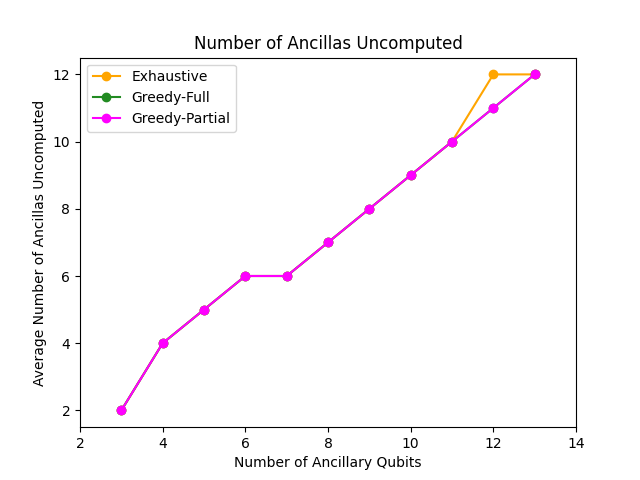 Number of Ancillas Uncomputed
Exhaustive
Greedy-Full
Greedy-Partial
Average Number of Ancillas Uncomputed
12
10
8
6
4
2
2 4 6 8 10 12 14
Number of Ancillary Qubits